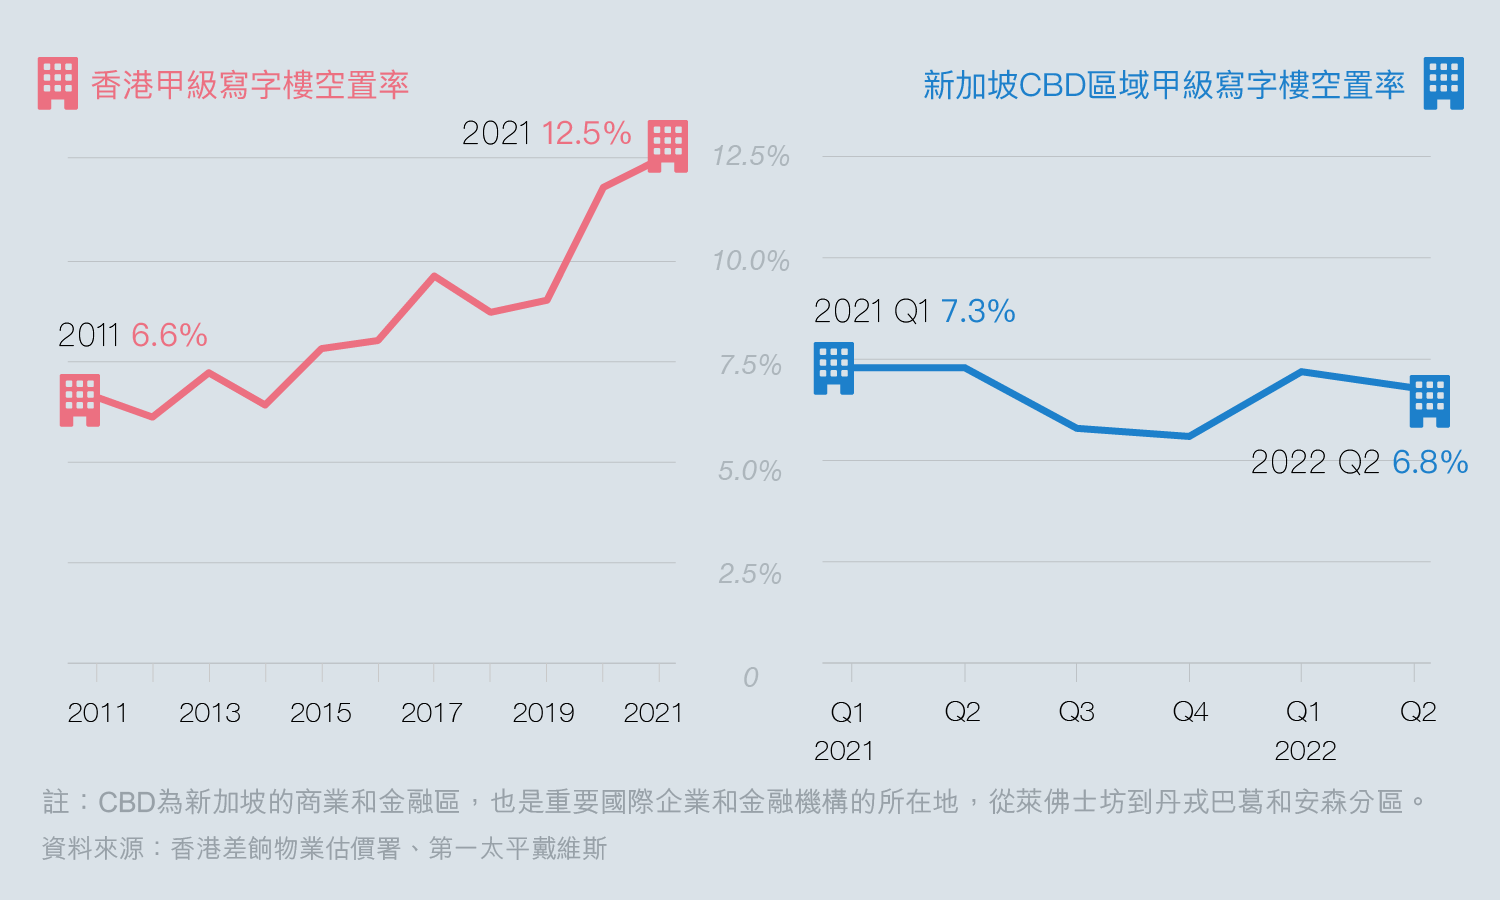 香港甲級寫字樓空置率
新加坡CBD區域甲級寫字樓空置率
2021 12.5%
2011 6.6%
12.5%
10.0%
7.5%
5.0%
2.5%
0
2021 Q1 7.3%
2022 Q2 6.8%
2011 2013 2015 2017 2019 2021
Q1 Q2 Q3 Q4 Q1 Q2
2021 2022
註：CBD為新加坡的商業和金融區，也是重要國際企業和金融機構的所在地，從萊佛士坊到丹戎巴葛和安森分區。
資料來源：香港差餉物業估價署、第一太平戴維斯